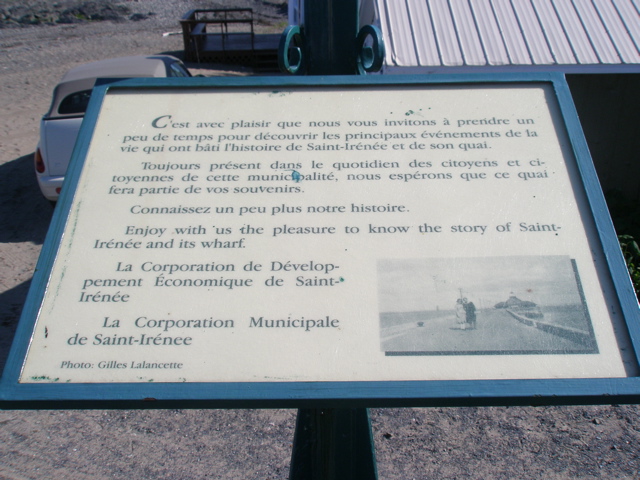 C'est avec plaisir que nous vous invitons à prendre un
peu de temps pour découvrir les principaux événements de la
vie qui ont bâti l'histoire de Saint-Irénée et de son quai.
Toujours présent dans le quotidien des citoyens et ci-
toyennes de cette municipalité, nous espérons que ce quai
fera partie de vos souvenirs.
Connaissez un peu plus notre histoire.
Enjoy with us the pleasure to know the story of Saint-
Irénée and its wharf.
La Corporation de Dévelop-
pement Économique de Saint-
Irénée
La Corporation Municipale
de Saint-Irénee
Photo: Gilles Lalancette